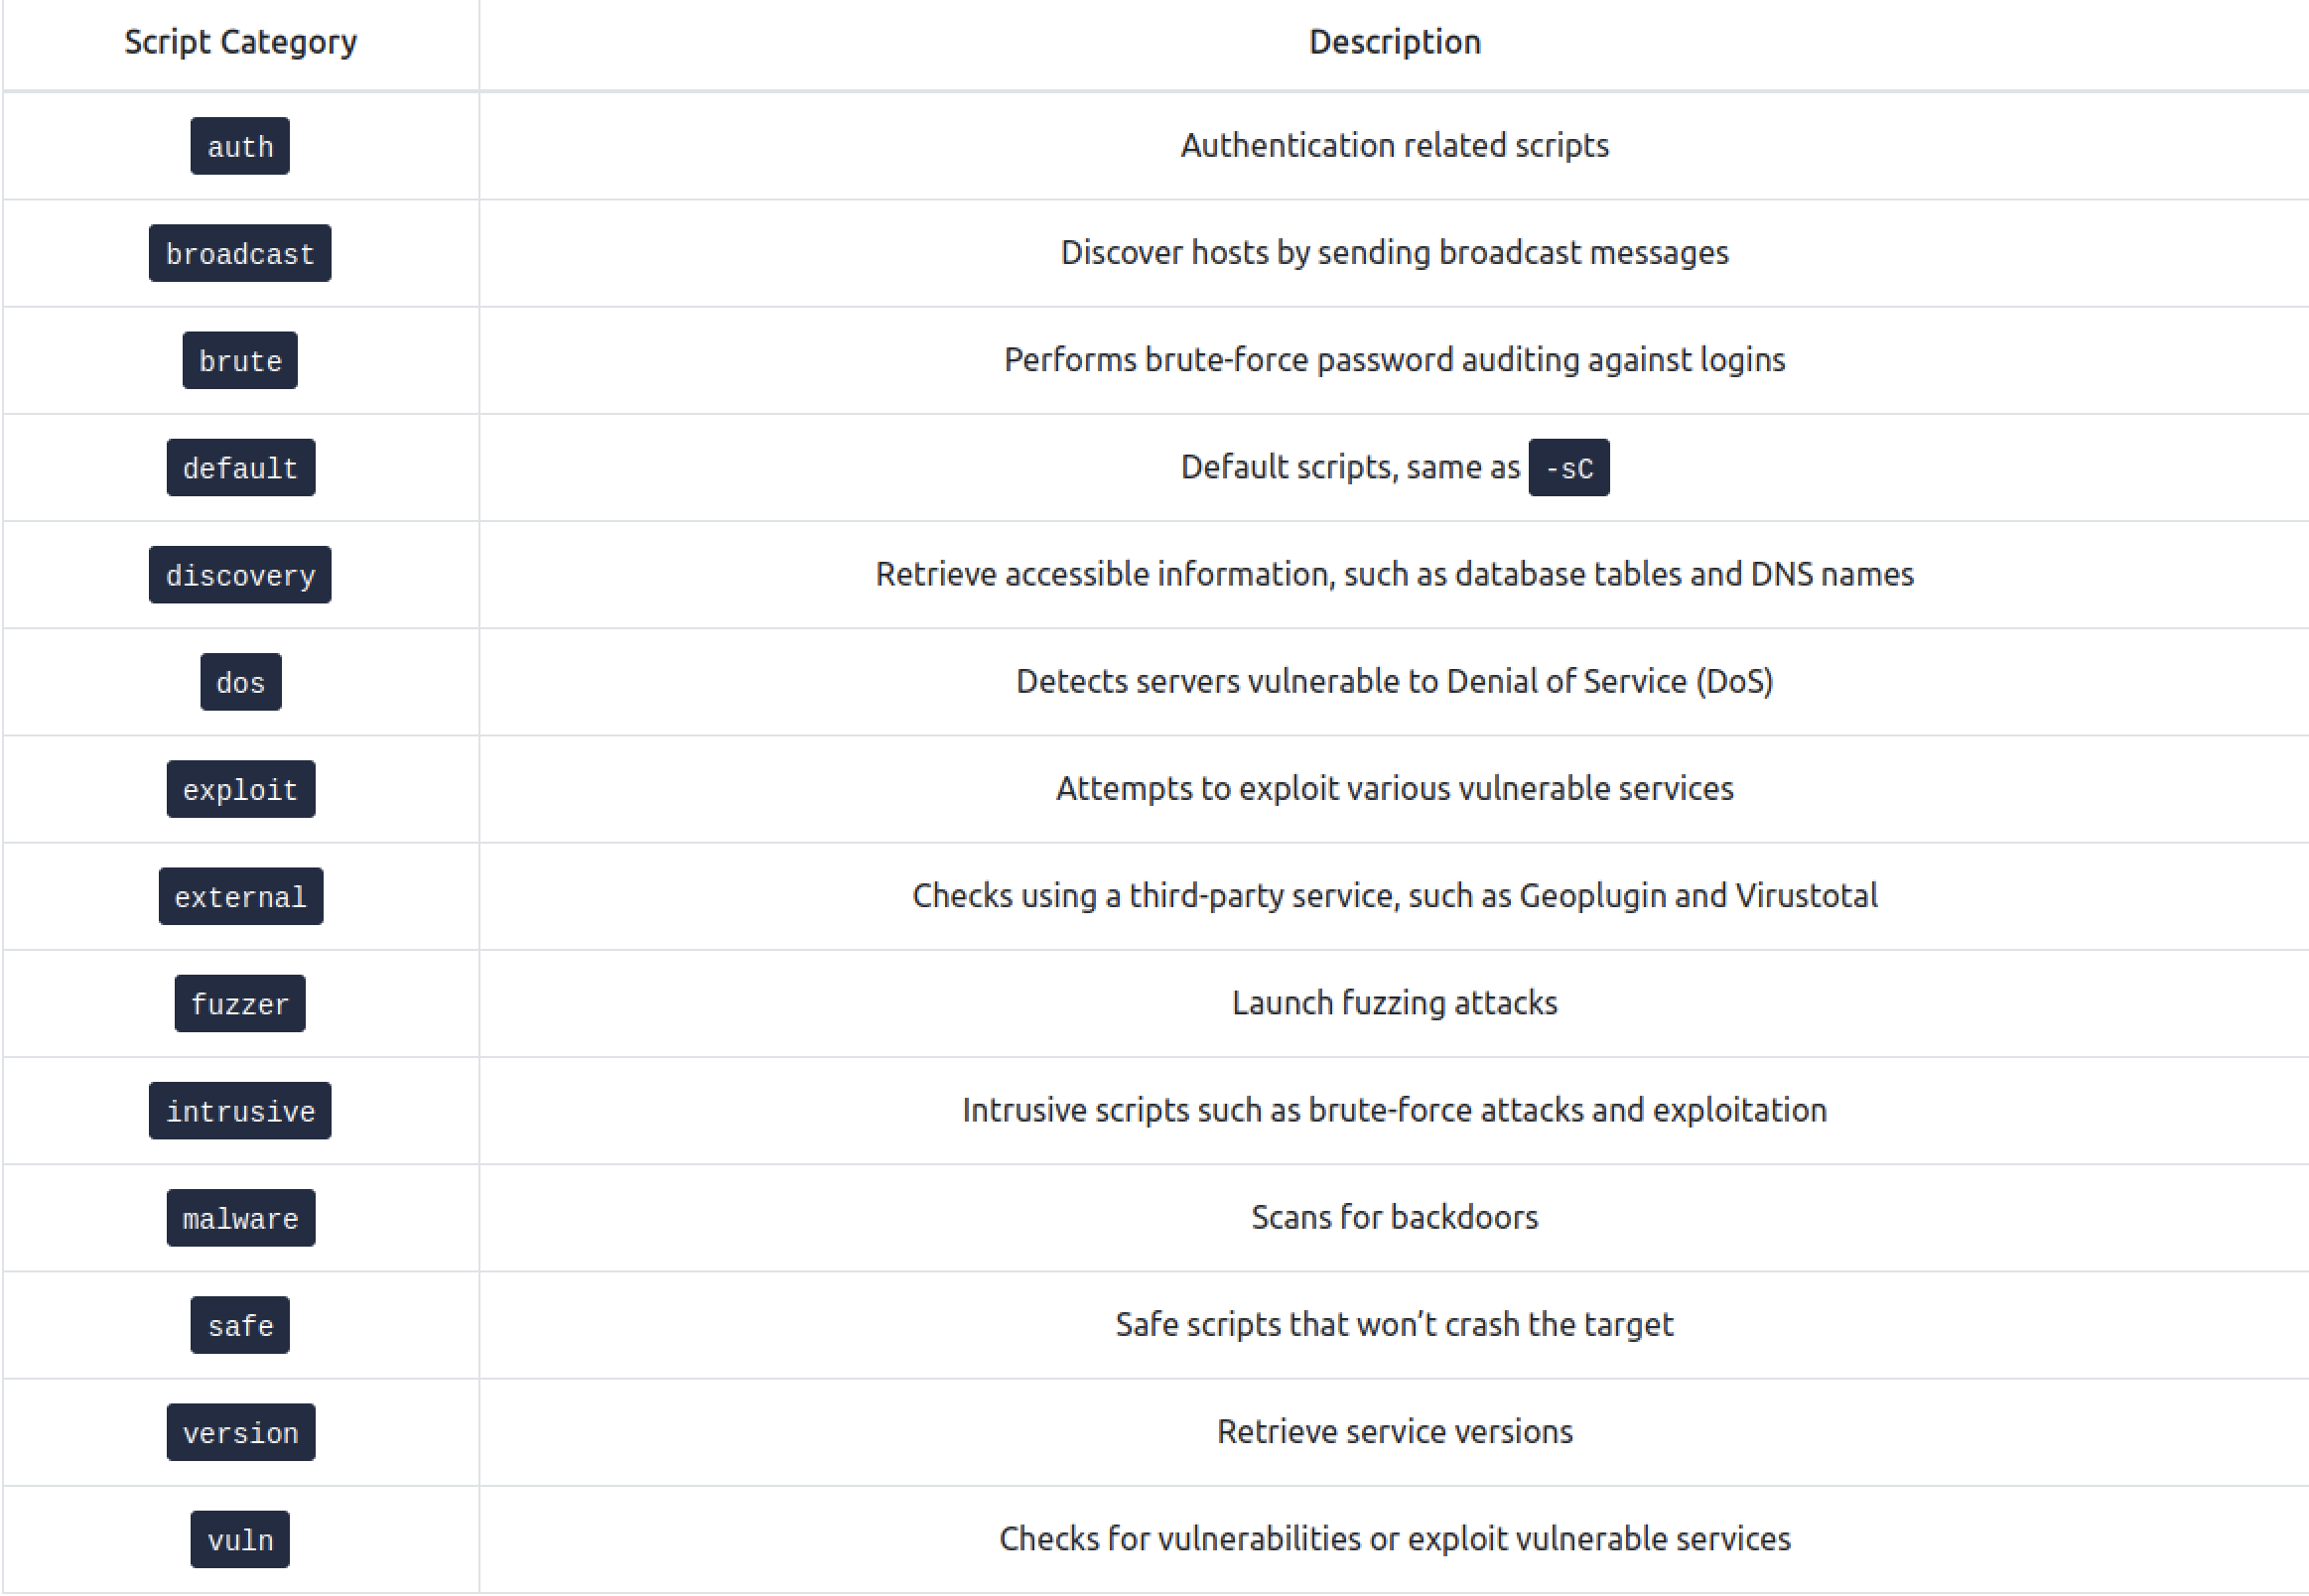 Script Category Description
auth Authentication related scripts
broadcast Discover hosts by sending broadcast messages
brute Performs brute-force password auditing against logins
default Default scripts, same as -sC
discovery Retrieve accessible information, such as database tables and DNS names
dos Detects servers vulnerable to Denial of Service (DoS)
exploit Attempts to exploit various vulnerable services
external Checks using a third-party service, such as Geoplugin and Virustotal
fuzzer Launch fuzzing attacks
intrusive Intrusive scripts such as brute-force attacks and exploitation
malware Scans for backdoors
safe Safe scripts that won’t crash the target
version Retrieve service versions
vuln Checks for vulnerabilities or exploit vulnerable services